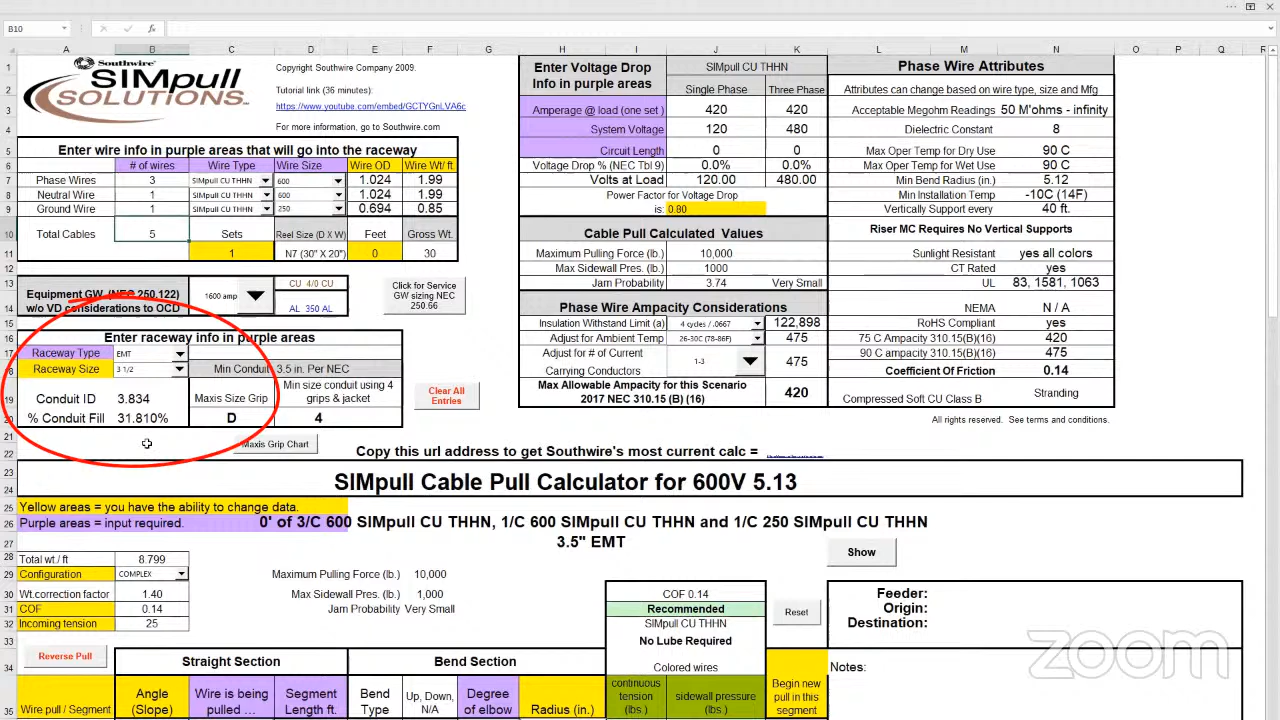 B10
A B C D E F G H I J K L M N O P Q R
Southwire
SIMpull
SOLUTIONS
Copyright Southwire Company 2009.
Tutorial link (36 minutes):
https://www.youtube.com/embed/GCTYGnLVA6c
For more information, go to Southwire.com
Enter wire info in purple areas that will go into the raceway
# of wires Wire Type Wire Size Wire OD Wire Wt/ ft.
Phase Wires 3 SIMpull CU THHN 600 1.024 1.99
Neutral Wire 1 SIMpull CU THHN 600 1.024 1.99
Ground Wire 1 SIMpull CU THHN 250 0.694 0.85
Total Cables 5 Sets Reel Size (D X W) Feet Gross Wt.
1 N7 (30" X 20") 0 30
Equipment GW (NEC 250.122)
w/o VD considerations to OCD
1600 amp
CU 4/0 CU
AL 350 AL
Click for Service
GW sizing NEC
250.66
Enter raceway info in purple areas
Raceway Type EMT
Raceway Size 3 1/2 Min Conduit 3.5 in. Per NEC
Conduit ID 3.834 Maxis Size Grip
Min size conduit using 4
grips & jacket
% Conduit Fill 31.810% D 4
Clear All
Entries
Maxis Grip Chart
Enter Voltage Drop
Info in purple areas
SIMpull CU THHN
Single Phase Three Phase
Amperage @ load (one set) 420 420
System Voltage 120 480
Circuit Length 0 0
Voltage Drop % (NEC Tbl 9) 0.0% 0.0%
Volts at Load 120.00 480.00
Power Factor for Voltage Drop
is: 0.80
Cable Pull Calculated Values
Maximum Pulling Force (lb.) 10,000
Max Sidewall Pres. (lb.) 1000
Jam Probability 3.74 Very Small
Phase Wire Ampacity Considerations
Insulation Withstand Limit (a) 4 cycles / .0667 122,898
Adjust for Ambient Temp 26-30C (78-86F) 475
Adjust for # of Current
Carrying Conductors
1-3 475
Max Allowable Ampacity for this Scenario
2017 NEC 310.15 (B) (16)
420
Phase Wire Attributes
Attributes can change based on wire type, size and Mfg
Acceptable Megohm Readings 50 M'ohms - infinity
Dielectric Constant 8
Max Oper Temp for Dry Use 90 C
Max Oper Temp for Wet Use 90 C
Min Bend Radius (in.) 5.12
Min Installation Temp -10C (14F)
Vertically Support every 40 ft.
Riser MC Requires No Vertical Supports
Sunlight Resistant yes all colors
CT Rated yes
UL 83, 1581, 1063
NEMA N / A
RoHS Compliant yes
75 C Ampacity 310.15(B)(16) 420
90 C ampacity 310.15(B)(16) 475
Coefficient Of Friction 0.14
Compressed Soft CU Class B Stranding
All rights reserved. See terms and conditions.
Copy this url address to get Southwire's most current calc =
SIMpull Cable Pull Calculator for 600V 5.13
Yellow areas = you have the ability to change data.
Purple areas = input required.
0' of 3/C 600 SIMpull CU THHN, 1/C 600 SIMpull CU THHN and 1/C 250 SIMpull CU THHN
3.5" EMT
Show
Total wt./ ft 8.799
Configuration COMPLEX
Wt.correction factor 1.40
COF 0.14
Incoming tension 25
Maximum Pulling Force (lb.) 10,000
Max Sidewall Pres. (lb.) 1,000
Jam Probability Very Small
COF 0.14
Recommended
SIMpull CU THHN
No Lube Required
Colored wires
Reset
Feeder:
Origin:
Destination:
Notes:
Reverse Pull
Straight Section Bend Section
Wire pull / Segment
Angle
(Slope)
Wire is being
pulled ...
Segment
Length ft.
Bend
Type
Up, Down,
N/A
Degree
of elbow
Radius (in.)
continuous
tension
(lbs.)
sidewall pressure
(lbs.)
Begin new
pull in this
segment
zoom